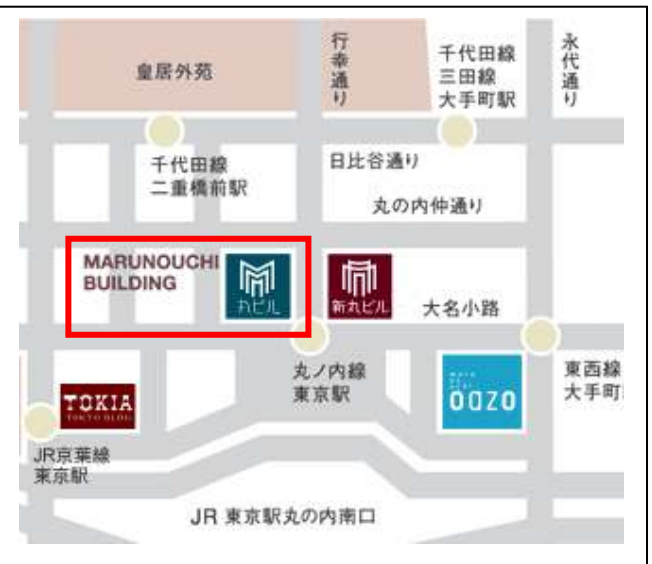 皇居外苑
行幸通り
千代田線
三田線
大手町駅
永代通り
千代田線
二重橋前駅
日比谷通り
丸の内仲通り
MARUNOUCHI
BUILDING
丸ビル
新丸ビル
大名小路
丸ノ内線
東京駅
TOKIA
OOZO
東西線
大手町
JR京葉線
東京駅
JR 東京駅丸の内南口